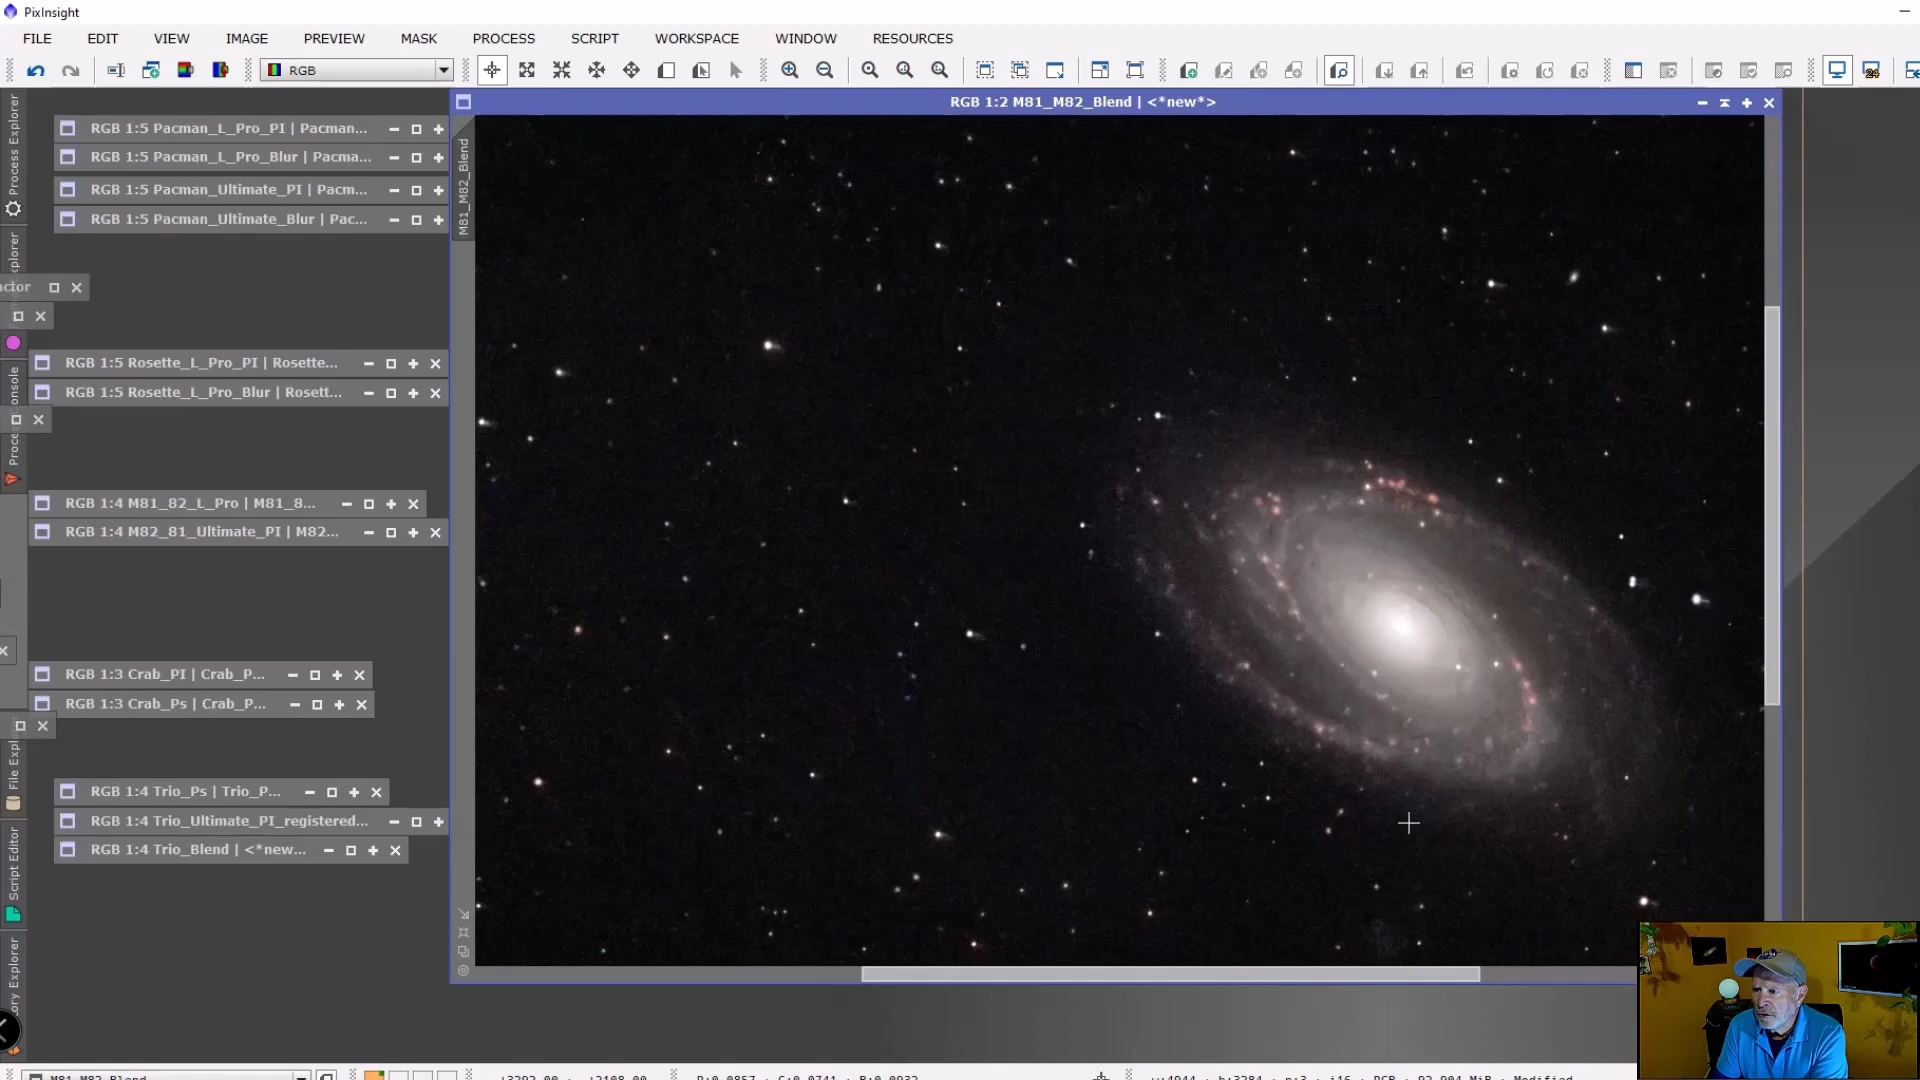 PixInsight
FILE EDIT VIEW IMAGE PREVIEW MASK PROCESS SCRIPT WORKSPACE WINDOW RESOURCES
RGB
24
RGB 1:2 M81_M82_Blend | <*new*>
M81_M82_Blend
Process Explorer
RGB 1:5 Pacman_L_Pro_PI | Pacman...
RGB 1:5 Pacman_L_Pro_Blur | Pacma...
RGB 1:5 Pacman_Ultimate_PI | Pacm...
RGB 1:5 Pacman_Ultimate_Blur | Pac...
RGB 1:5 Rosette_L_Pro_PI | Rosette...
RGB 1:5 Rosette_L_Pro_Blur | Rosett...
RGB 1:4 M81_82_L_Pro | M81_8...
RGB 1:4 M82_81_Ultimate_PI | M82...
RGB 1:3 Crab_PI | Crab_P...
RGB 1:3 Crab_Ps | Crab_P...
File Explorer
RGB 1:4 Trio_Ps | Trio_P...
RGB 1:4 Trio_Ultimate_PI_registered...
RGB 1:4 Trio_Blend | <*new...
Script Editor